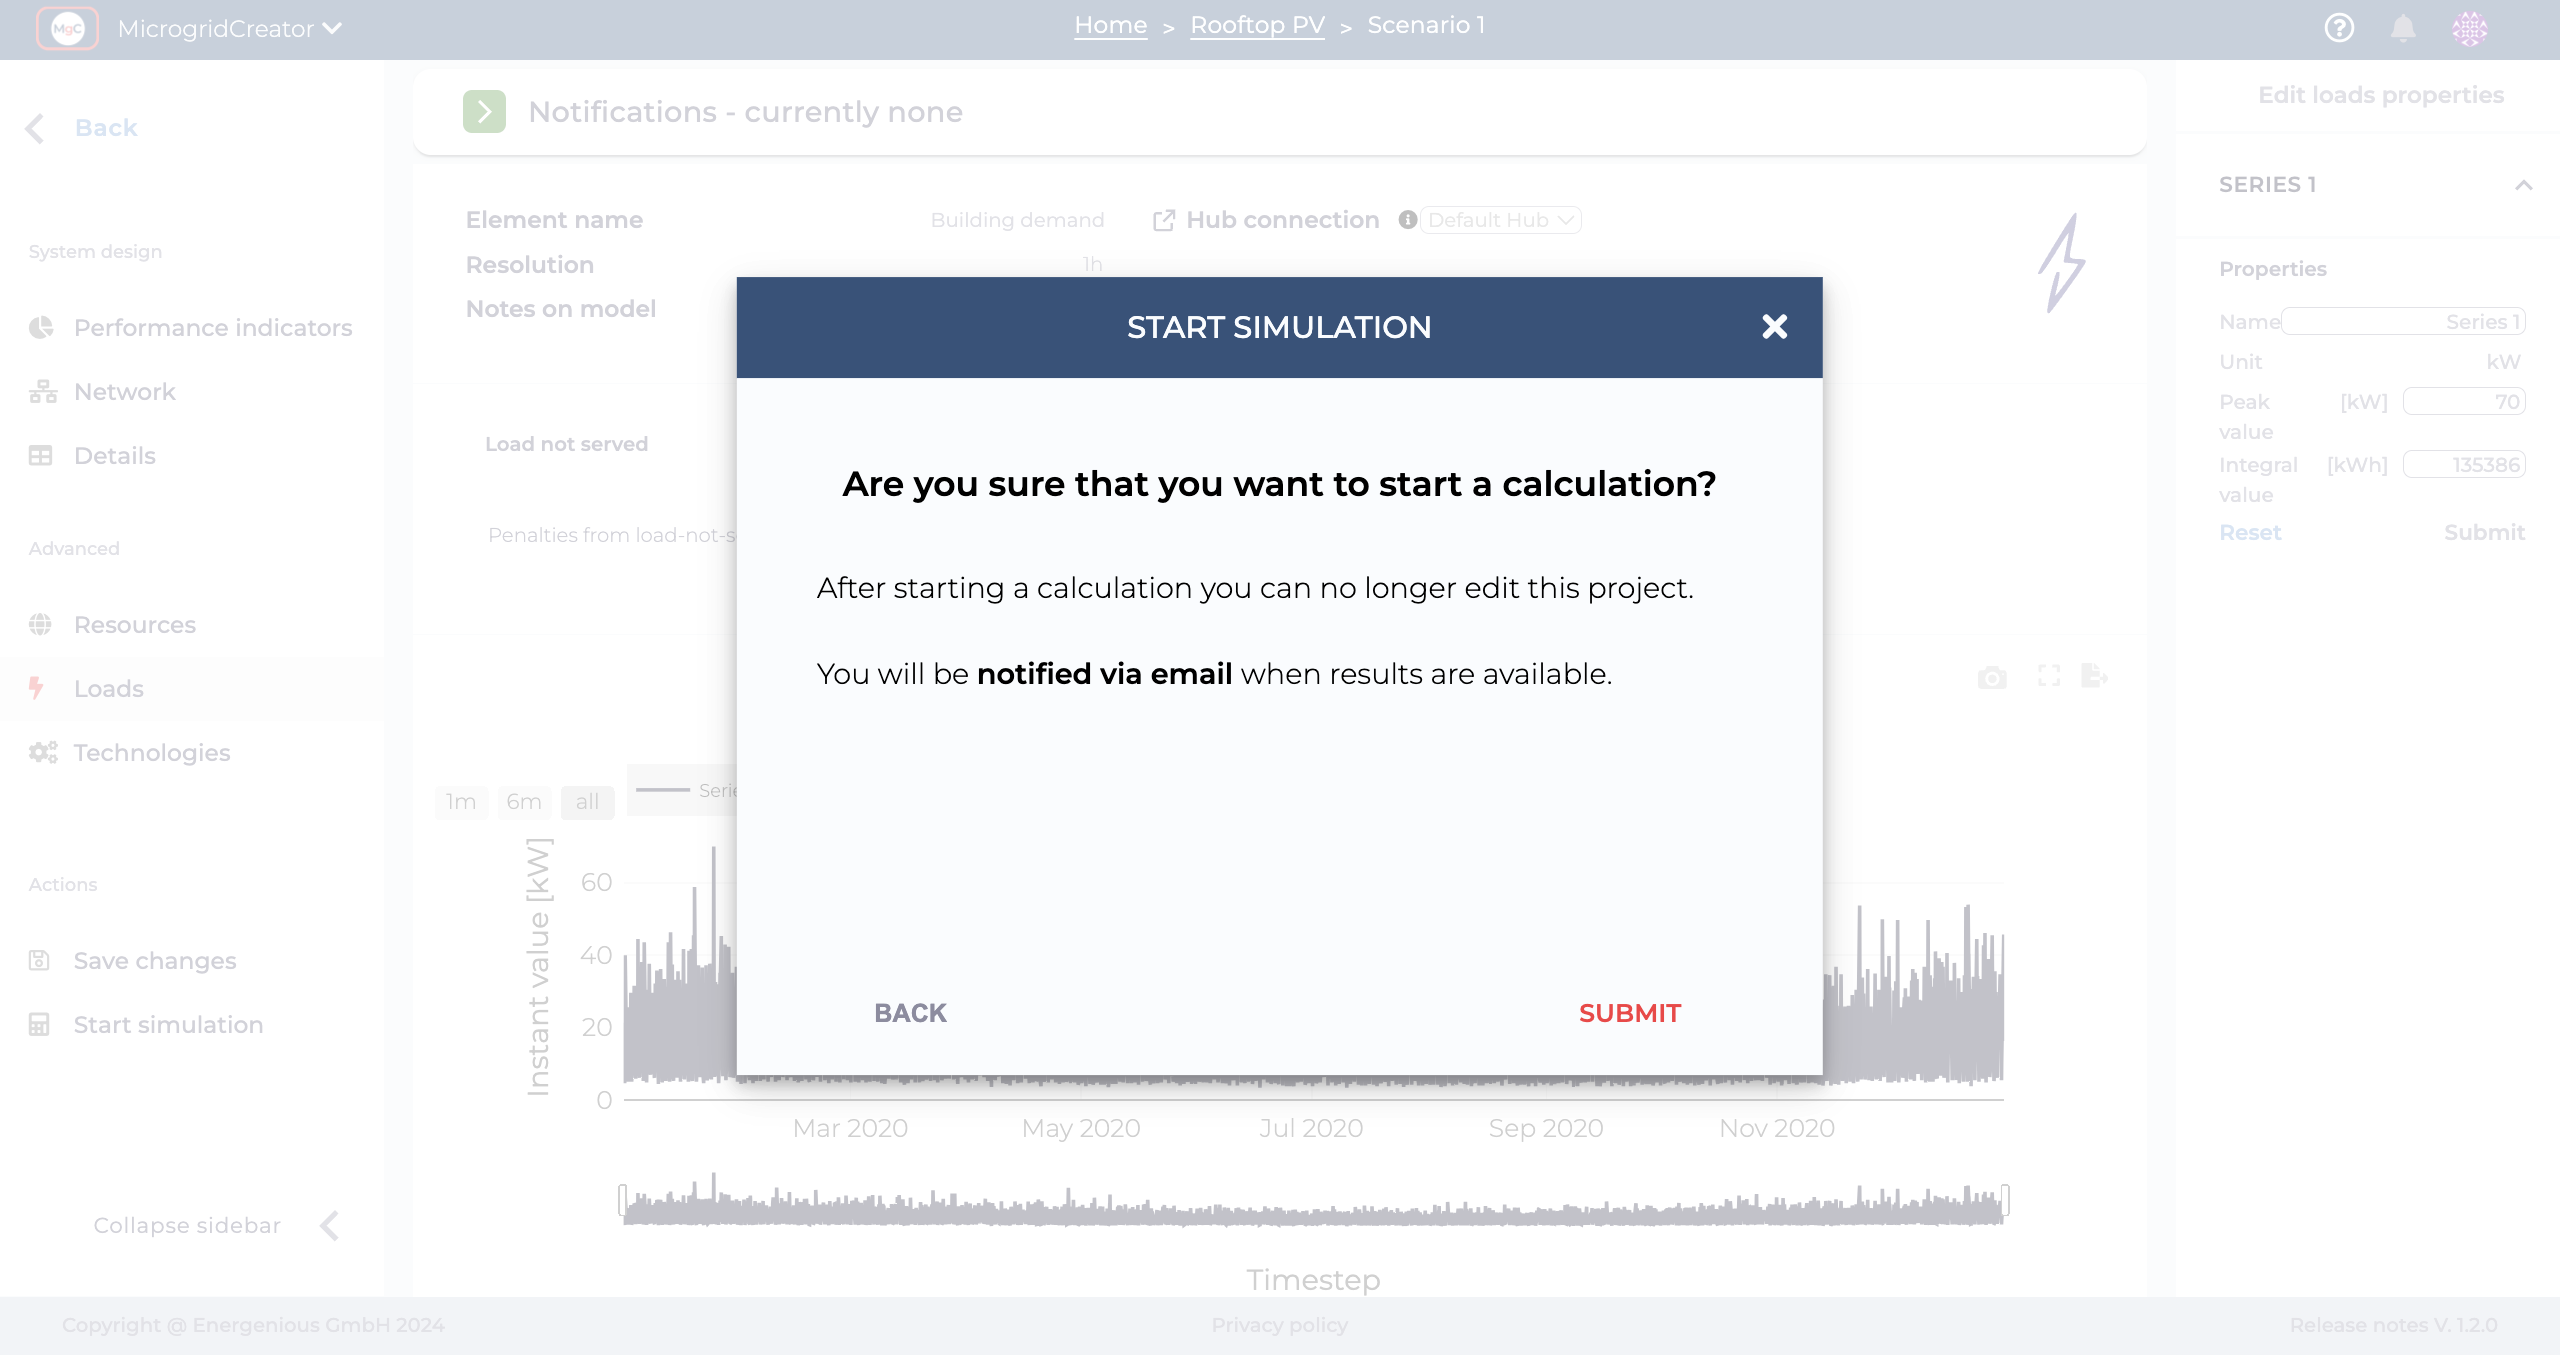 MgC
MicrogridCreator
Home > Rooftop PV > Scenario 1
Back
System design
Performance indicators
Network
Details
Advanced
Resources
Loads
Technologies
Actions
Save changes
Start simulation
Collapse sidebar
Notifications - currently none
Element name
Building demand
Hub connection
Default Hub
Resolution
1h
Notes on model
Load not served
Penalties from
START SIMULATION
Are you sure that you want to start a calculation?
After starting a calculation you can no longer edit this project.
You will be notified via email when results are available.
BACK
SUBMIT
1m
6m
all
Instant value [kW]
60
40
20
0
Mar 2020
May 2020
Jul 2020
Sep 2020
Nov 2020
Timestep
Edit loads properties
SERIES 1
Properties
Name
Series 1
Unit
kW
Peak value
[kW]
70
Integral value
[kWh]
135386
Reset
Submit
Copyright @ Energenious GmbH 2024
Privacy policy
Release notes V. 1.2.0